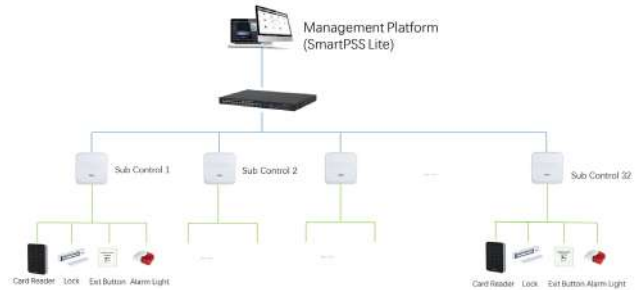 Management Platform
(SmartPSS Lite)
Sub Control 1
Sub Control 2
Sub Control 32
Card Reader Lock Exit Button Alarm Light
Card Reader Lock Exit Button Alarm Light